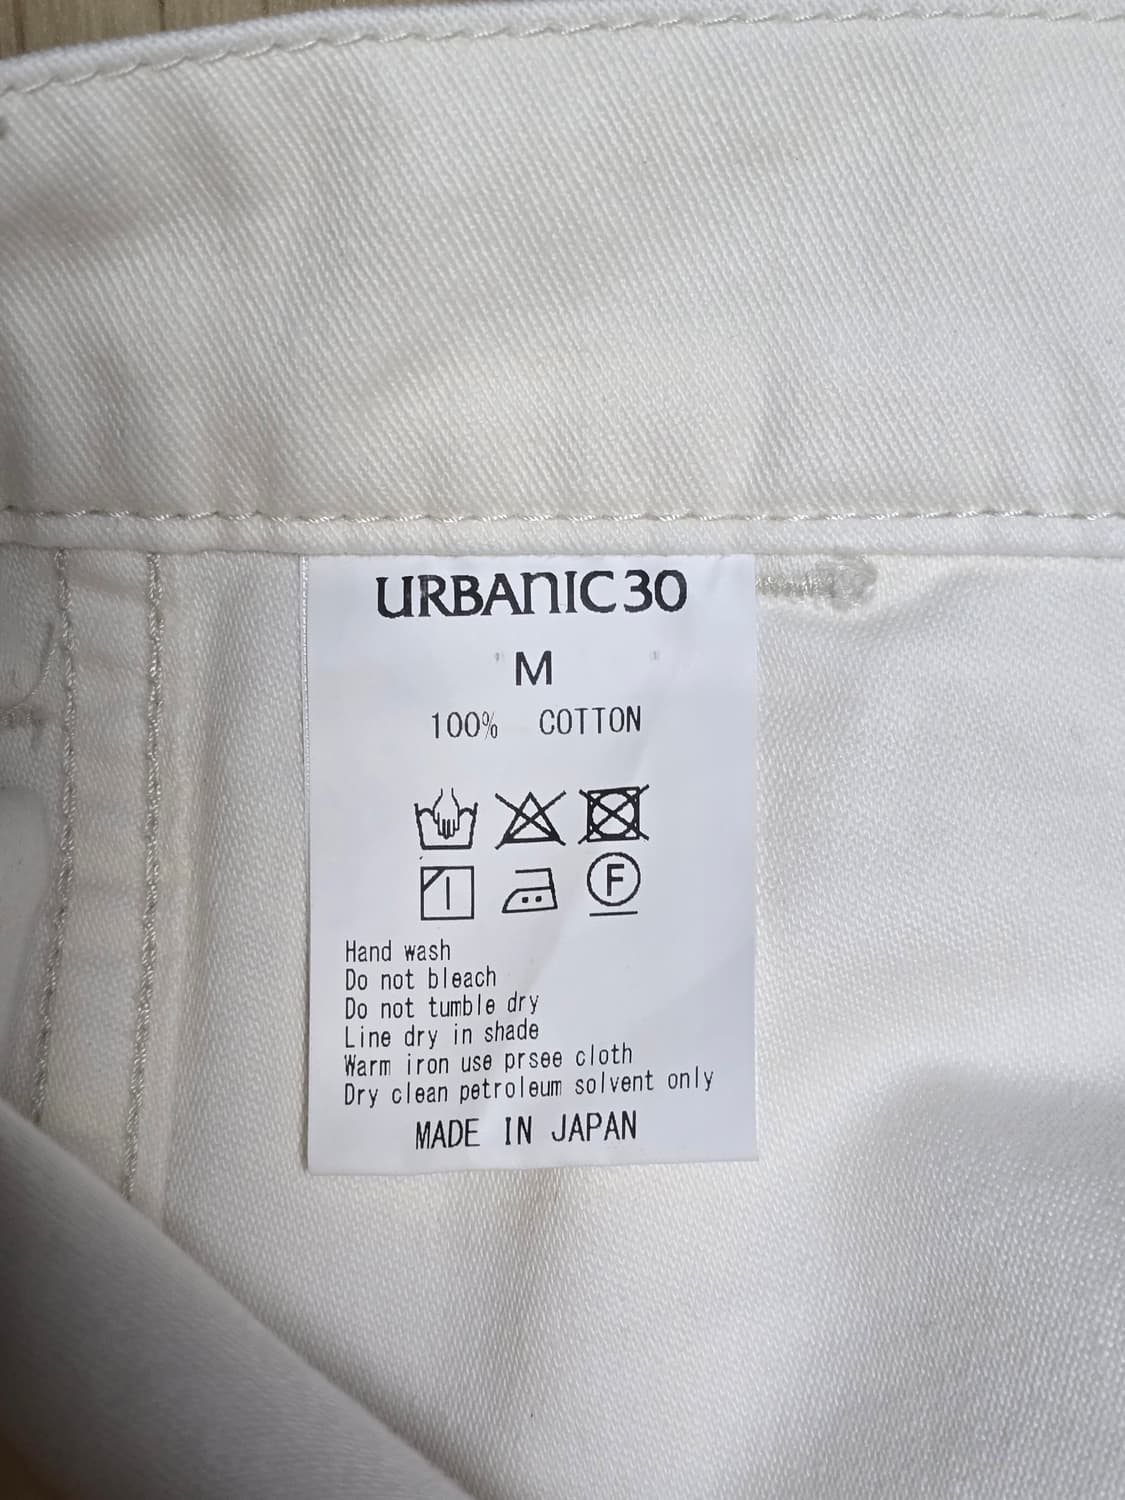 URBANIC30
M
100% COTTON
F
Hand wash
Do not bleach
Do not tumble dry
Line dry in shade
Warm iron use prsee cloth
Dry clean petroleum solvent only
MADE IN JAPAN